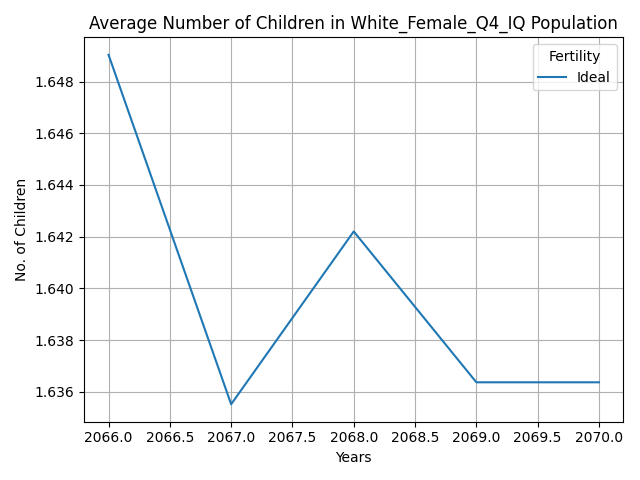 Average Number of Children in White_Female_Q4_IQ Population
Fertility
Ideal
No. of Children
1.648
1.646
1.644
1.642
1.640
1.638
1.636
2066.0 2066.5 2067.0 2067.5 2068.0 2068.5 2069.0 2069.5 2070.0
Years